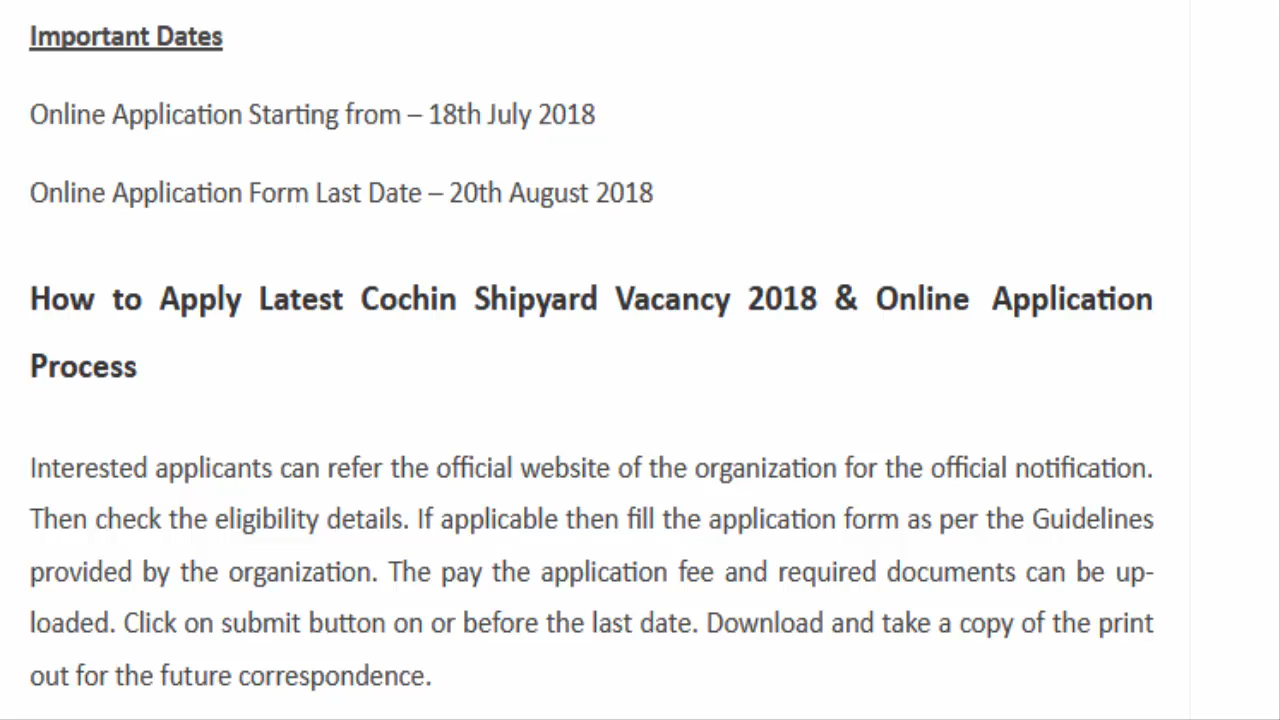 Important Dates
Online Application Starting from – 18th July 2018
Online Application Form Last Date – 20th August 2018
How to Apply Latest Cochin Shipyard Vacancy 2018 & Online Application
Process
Interested applicants can refer the official website of the organization for the official notification.
Then check the eligibility details. If applicable then fill the application form as per the Guidelines
provided by the organization. The pay the application fee and required documents can be up-
loaded. Click on submit button on or before the last date. Download and take a copy of the print
out for the future correspondence.